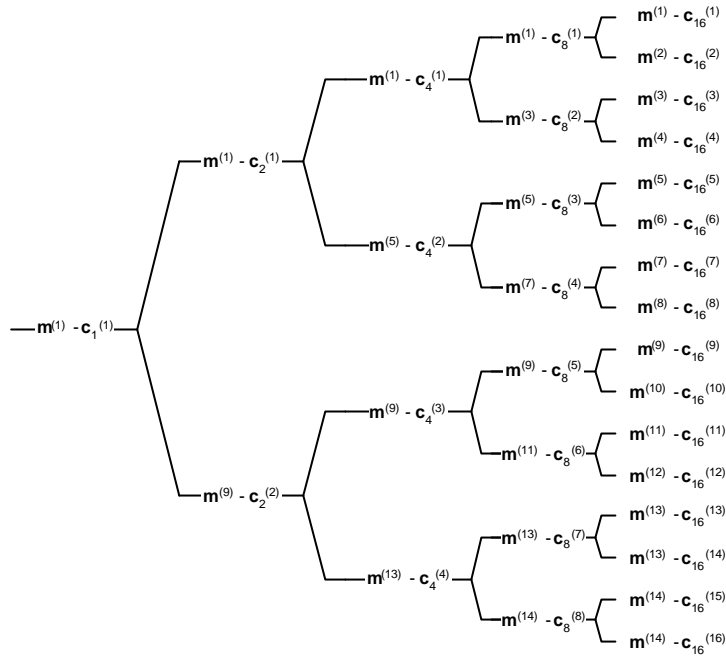 m(1) - c16(1)
m(1) - c8(1)
m(2) - c16(2)
m(1) - c4(1)
m(3) - c16(3)
m(3) - c8(2)
m(4) - c16(4)
m(1) - c2(1)
m(5) - c16(5)
m(5) - c8(3)
m(6) - c16(6)
m(5) - c4(2)
m(7) - c16(7)
m(7) - c8(4)
m(8) - c16(8)
m(1) - c1(1)
m(9) - c16(9)
m(9) - c8(5)
m(10) - c16(10)
m(9) - c4(3)
m(11) - c16(11)
m(11) - c8(6)
m(12) - c16(12)
m(9) - c2(2)
m(13) - c16(13)
m(13) - c8(7)
m(13) - c16(14)
m(13) - c4(4)
m(14) - c16(15)
m(14) - c8(8)
m(14) - c16(16)